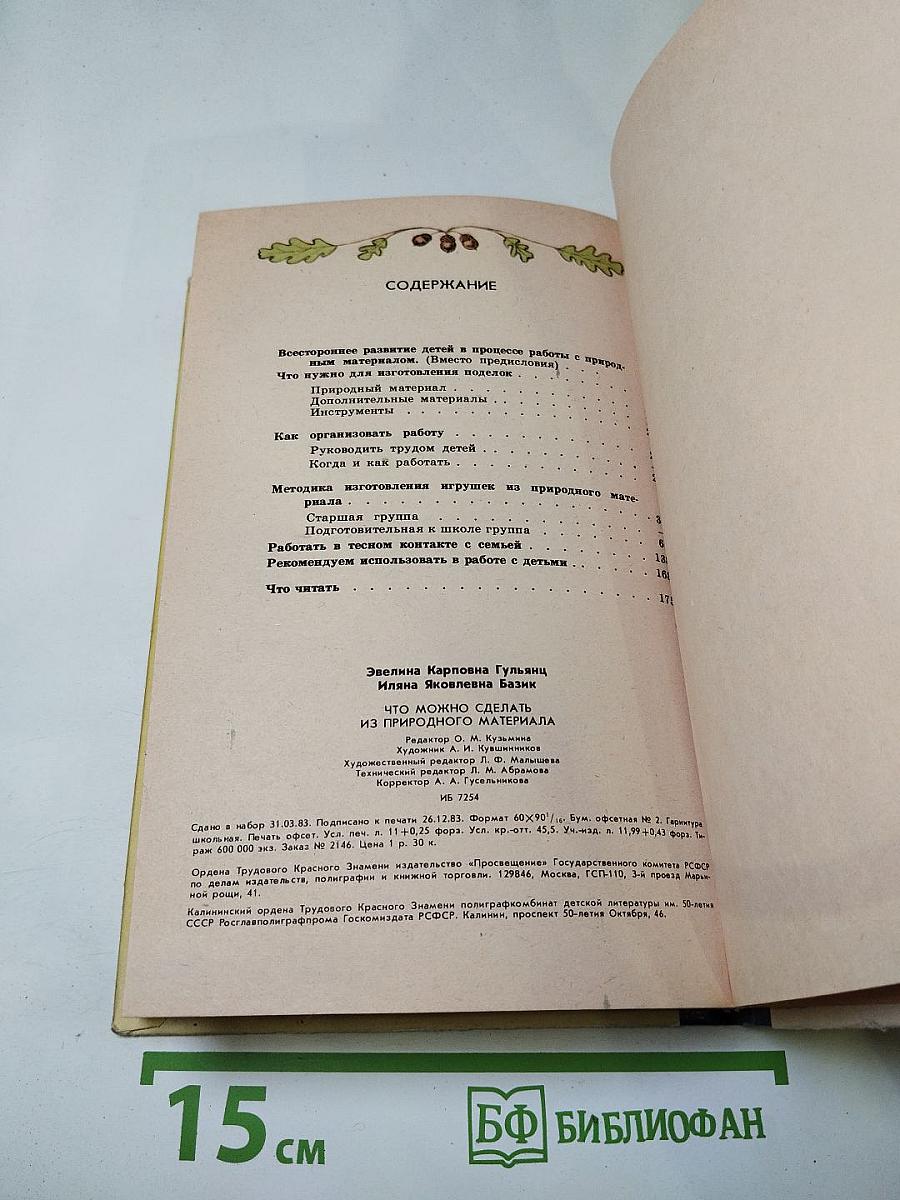 СОДЕРЖАНИЕ
Всестороннее развитие детей в процессе работы с природ-
ным материалом. (Вместо предисловия)
Что нужно для изготовления поделок . . . . . . .
Природный материал . . . . . . . . .
Дополнительные материалы . . . . . . . .
Инструменты . . . . . . . . . . .
Как организовать работу . . . . . . . . .
Руководить трудом детей . . . . . . . .
Когда и как работать . . . . . . . . .
Методика изготовления игрушек из природного мате-
риала . . . . . . . . . . . . .
Старшая группа . . . . . . . . . 3
Подготовительная к школе группа . . . . . .
Работать в тесном контакте с семьей . . . . . . 6
Рекомендуем использовать в работе с детьми . . . . 13
16
Что читать . . . . . . . . . . . . . 17
Эвелина Карповна Гульянц
Иляна Яковлевна Базик
ЧТО МОЖНО СДЕЛАТЬ
ИЗ ПРИРОДНОГО МАТЕРИАЛА
Редактор О. М. Кузьмина
Художник А. И. Кувшинников
Художественный редактор Л. Ф. Малышева
Технический редактор Л. М. Абрамова
Корректор А. А. Гусельникова
ИБ 7254
Сдано в набор 31.03.83. Подписано к печати 26.12.83. Формат 60×90¹/₁₆. Бум. офсетная № 2. Гарнитура
школьная. Печать офсет. Усл. печ. л. 11+0,25 форз. Усл. кр.-отт. 45,5. Уч.-изд. л. 11,99+0,43 форз. Ти-
раж 600 000 экз. Заказ № 2146. Цена 1 р. 30 к.
Ордена Трудового Красного Знамени издательство «Просвещение» Государственного комитета РСФСР
по делам издательств, полиграфии и книжной торговли. 129846, Москва, ГСП-110, 3-й проезд Марьи-
ной рощи, 41.
Калининский ордена Трудового Красного Знамени полиграфкомбинат детской литературы им. 50-летия
СССР Росглавполиграфпрома Госкомиздата РСФСР. Калинин, проспект 50-летия Октября, 46.
15 см
БФ БИБЛИОФАН